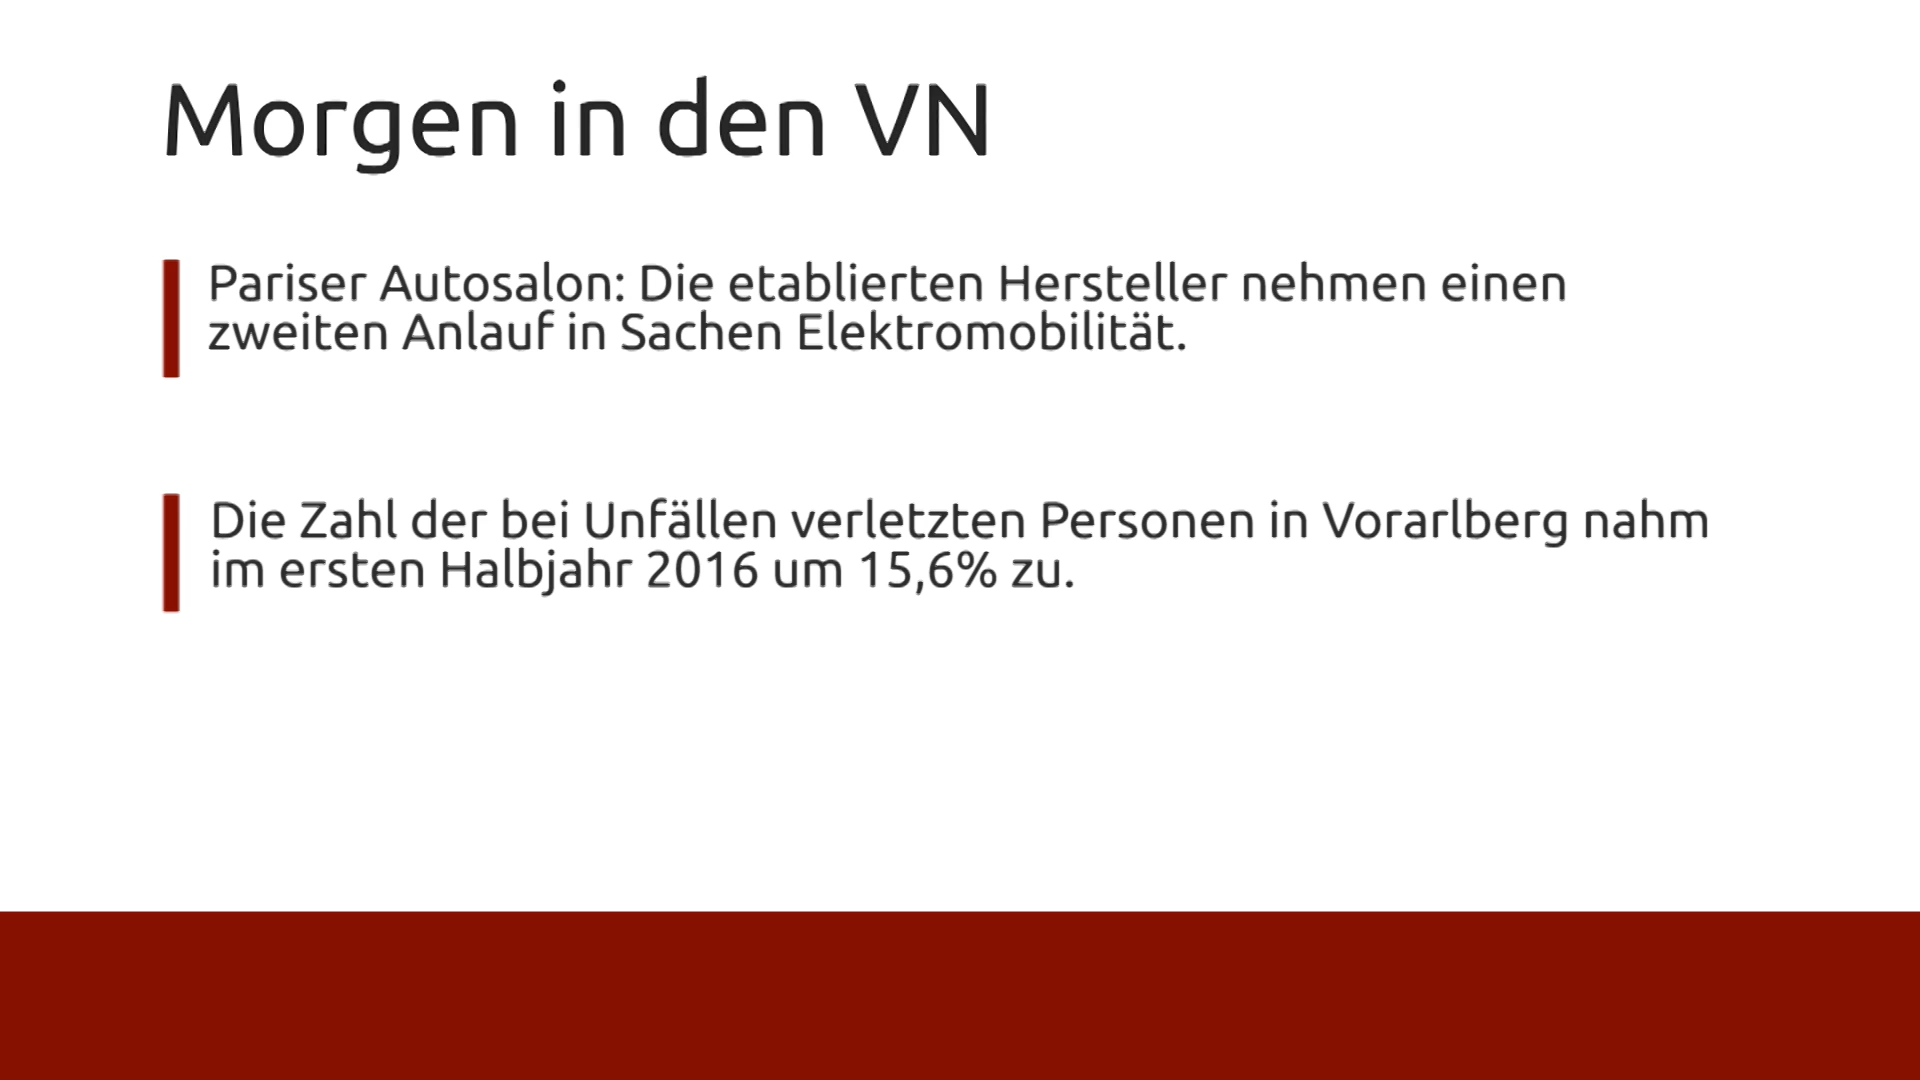 Morgen in den VN
Pariser Autosalon: Die etablierten Hersteller nehmen einen
zweiten Anlauf in Sachen Elektromobilität.
Die Zahl der bei Unfällen verletzten Personen in Vorarlberg nahm
im ersten Halbjahr 2016 um 15,6% zu.